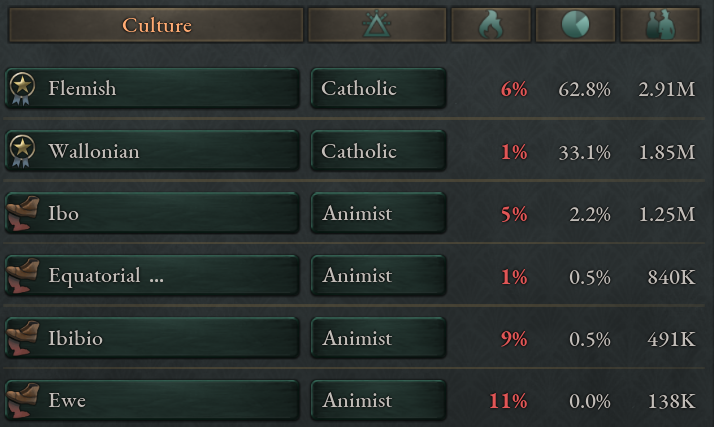 Culture
Flemish Catholic 6% 62.8% 2.91M
Wallonian Catholic 1% 33.1% 1.85M
Ibo Animist 5% 2.2% 1.25M
Equatorial ... Animist 1% 0.5% 840K
Ibibio Animist 9% 0.5% 491K
Ewe Animist 11% 0.0% 138K